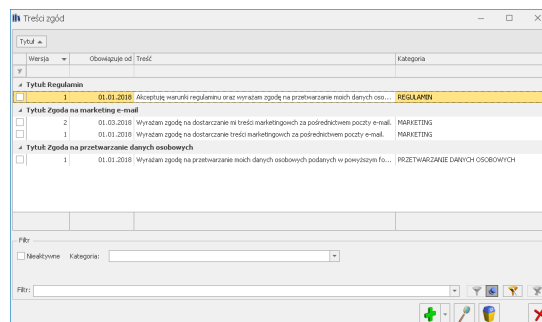 Treści zgód
Tytuł
Wersja Obowiązuje od Treść Kategoria
Tytuł: Regulamin
1 01.01.2018 Akceptuję warunki regulaminu oraz wyrażam zgodę na przetwarzanie moich danych oso... REGULAMIN
Tytuł: Zgoda na marketing e-mail
2 01.03.2018 Wyrażam zgodę na dostarczanie mi treści marketingowch za pośrednictwem poczty e-mail. MARKETING
1 01.01.2018 Wyrażam zgodę na dostarczanie treści marketingowch za pośrednictwem poczty e-mail. MARKETING
Tytuł: Zgoda na przetwarzanie danych osobowych
1 01.01.2018 Wyrażam zgodę na przetwarzanie moich danych osobowych podanych w powyższym fo... PRZETWARZANIE DANYCH OSOBOWYCH
Filtr
Nieaktywne Kategoria:
Filtr: